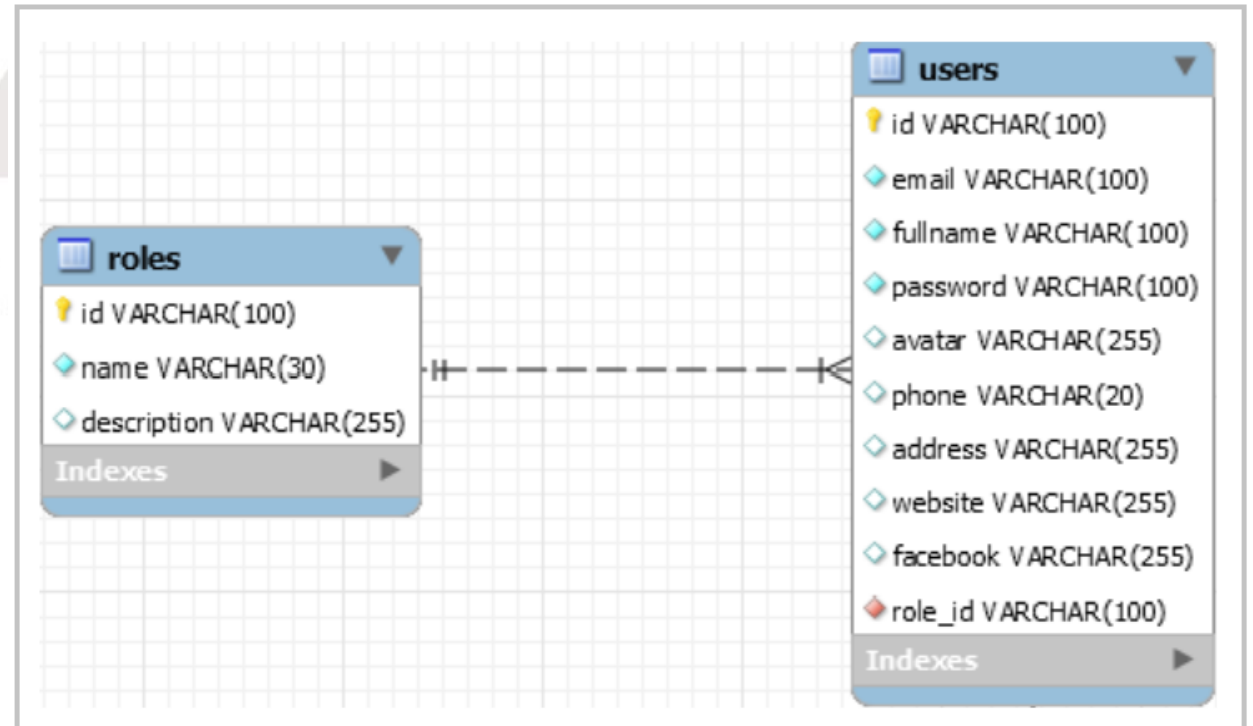 roles
id VARCHAR(100)
name VARCHAR(30)
description VARCHAR(255)
Indexes
users
id VARCHAR(100)
email VARCHAR(100)
fullname VARCHAR(100)
password VARCHAR(100)
avatar VARCHAR(255)
phone VARCHAR(20)
address VARCHAR(255)
website VARCHAR(255)
facebook VARCHAR(255)
role_id VARCHAR(100)
Indexes